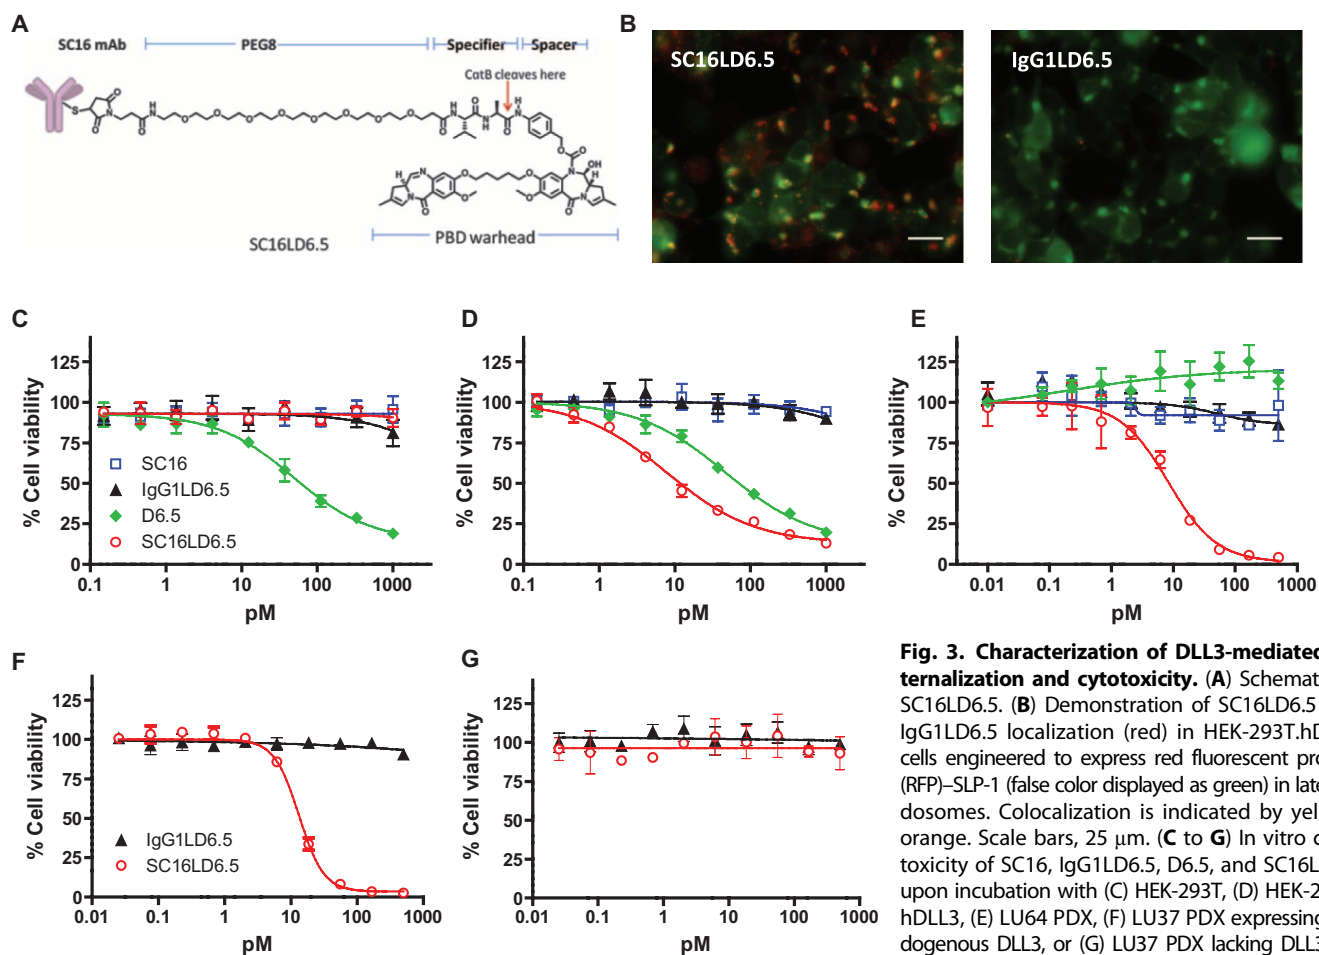 A
SC16 mAb PEG8 Specifier Spacer
CatB cleaves here
SC16LD6.5 PBD warhead
B
SC16LD6.5
IgG1LD6.5
C
% Cell viability
125
100
75
50
25
0
SC16
IgG1LD6.5
D6.5
SC16LD6.5
0.1 1 10 100 1000
pM
D
% Cell viability
125
100
75
50
25
0
0.1 1 10 100 1000
pM
E
% Cell viability
125
100
75
50
25
0
0.01 0.1 1 10 100 1000
pM
F
% Cell viability
125
100
75
50
25
0
IgG1LD6.5
SC16LD6.5
0.01 0.1 1 10 100 1000
pM
G
% Cell viability
125
100
75
50
25
0
0.01 0.1 1 10 100 1000
pM
Fig. 3. Characterization of DLL3-mediated
ternalization and cytotoxicity. (A) Schemat
SC16LD6.5. (B) Demonstration of SC16LD6.5
IgG1LD6.5 localization (red) in HEK-293T.hD
cells engineered to express red fluorescent pro
(RFP)–SLP-1 (false color displayed as green) in late
dosomes. Colocalization is indicated by yel
orange. Scale bars, 25 μm. (C to G) In vitro c
toxicity of SC16, IgG1LD6.5, D6.5, and SC16L
upon incubation with (C) HEK-293T, (D) HEK-2
hDLL3, (E) LU64 PDX, (F) LU37 PDX expressing
dogenous DLL3, or (G) LU37 PDX lacking DLL3